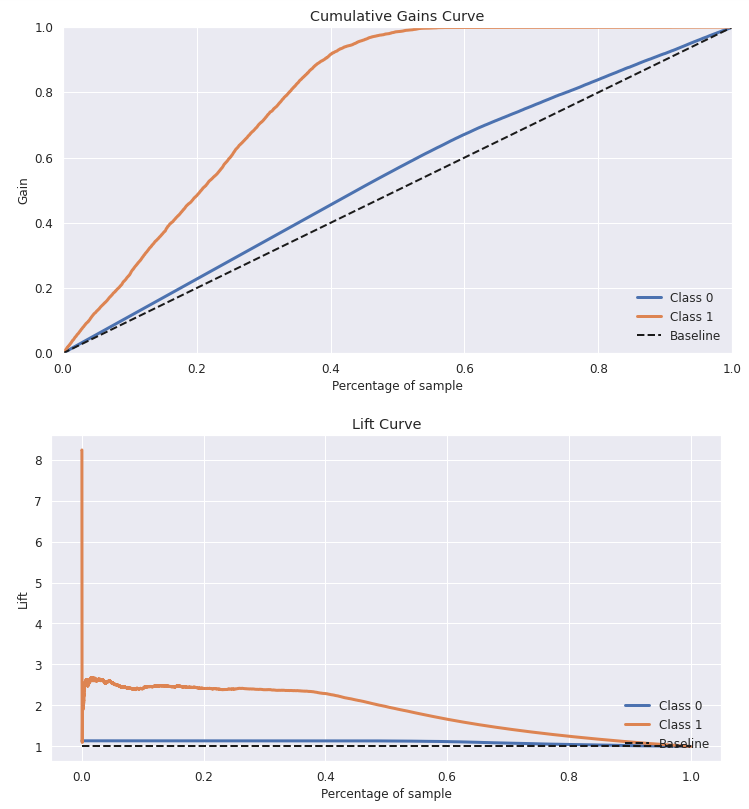 Cumulative Gains Curve
1.0
0.8
0.6
0.4
0.2
0.0
Gain
Class 0
Class 1
Baseline
0.0 0.2 0.4 0.6 0.8 1.0
Percentage of sample
Lift Curve
8
7
6
5
4
3
2
1
Lift
Class 0
Class 1
Baseline
0.0 0.2 0.4 0.6 0.8 1.0
Percentage of sample